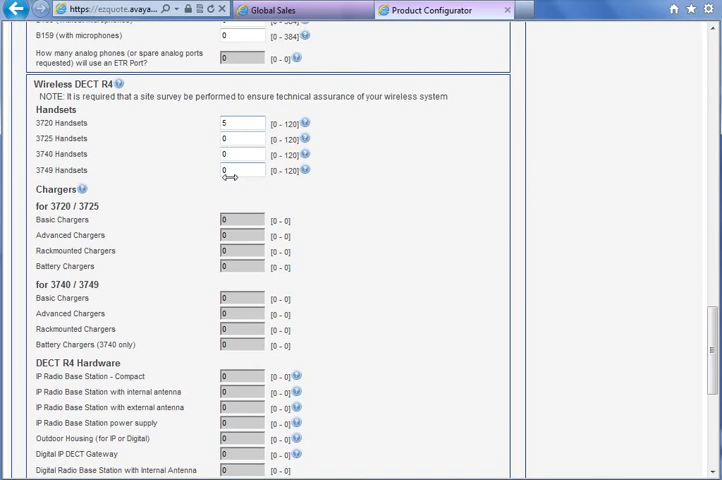 https://ezquote.avaya...
Global Sales
Product Configurator
B159 (with microphones) 0 [0 - 384]
How many analog phones (or spare analog ports
requested) will use an ETR Port? 0 [0 - 0]
Wireless DECT R4
NOTE: It is required that a site survey be performed to ensure technical assurance of your wireless system
Handsets
3720 Handsets 5 [0 - 120]
3725 Handsets 0 [0 - 120]
3740 Handsets 0 [0 - 120]
3749 Handsets 0 [0 - 120]
Chargers
for 3720 / 3725
Basic Chargers 0 [0 - 0]
Advanced Chargers 0 [0 - 0]
Rackmounted Chargers 0 [0 - 0]
Battery Chargers 0 [0 - 0]
for 3740 / 3749
Basic Chargers 0 [0 - 0]
Advanced Chargers 0 [0 - 0]
Rackmounted Chargers 0 [0 - 0]
Battery Chargers (3740 only) 0 [0 - 0]
DECT R4 Hardware
IP Radio Base Station - Compact 0 [0 - 0]
IP Radio Base Station with internal antenna 0 [0 - 0]
IP Radio Base Station with external antenna 0 [0 - 0]
IP Radio Base Station power supply 0 [0 - 0]
Outdoor Housing (for IP or Digital) 0 [0 - 0]
Digital IP DECT Gateway 0 [0 - 0]
Digital Radio Base Station with Internal Antenna 0 [0 - 0]